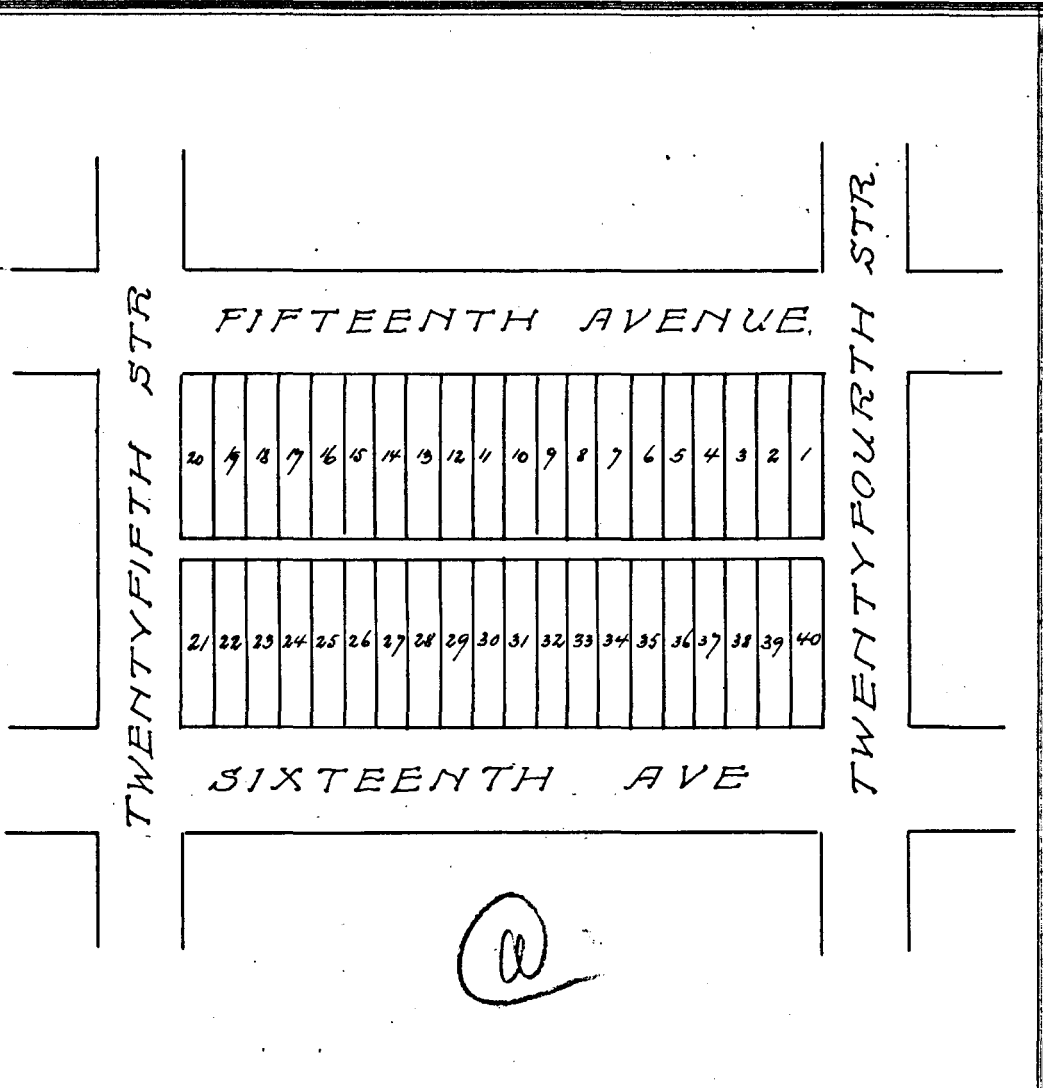 FIFTEENTH AVENUE.
TWENTYFIFTH STR
TWENTYFOURTH STR.
20 19 18 17 16 15 14 13 12 11 10 9 8 7 6 5 4 3 2 1
21 22 23 24 25 26 27 28 29 30 31 32 33 34 35 36 37 38 39 40
SIXTEENTH AVE
@